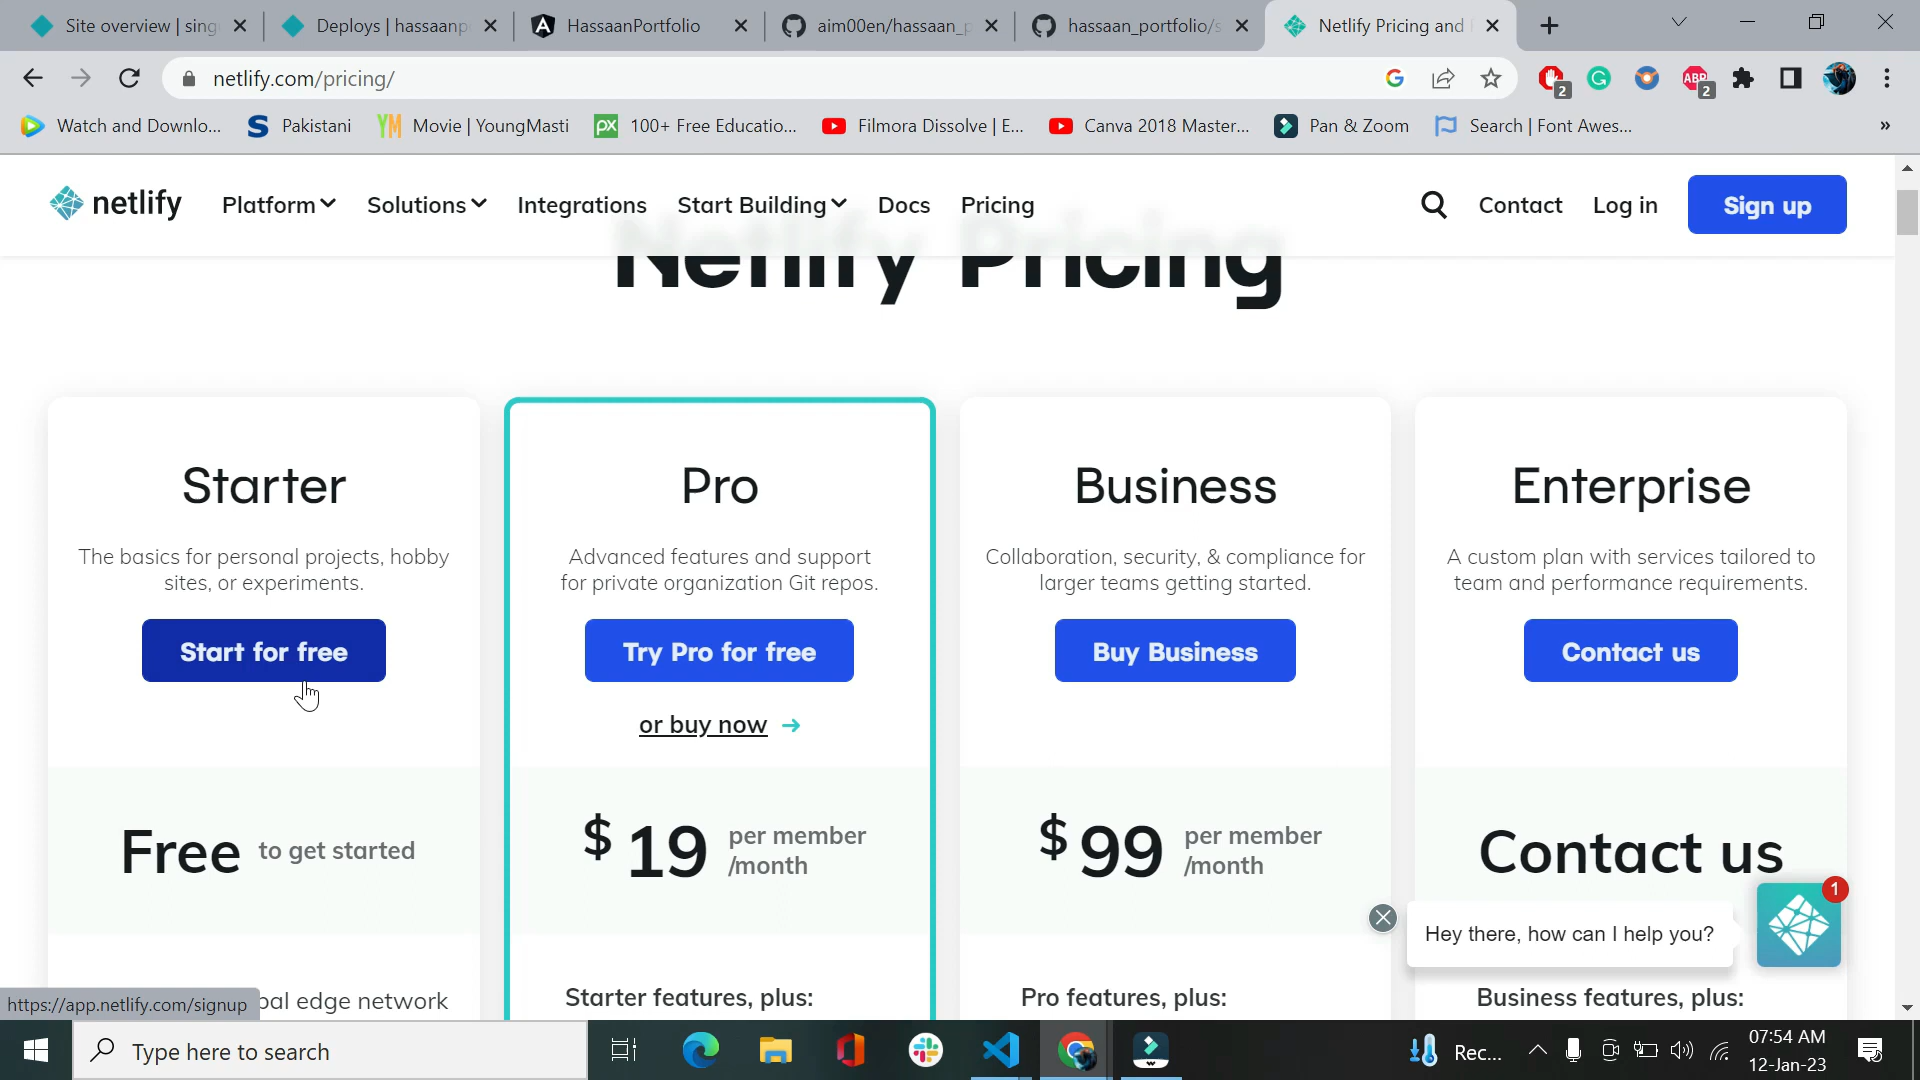 Site overview | sing
Deploys | hassaanp
HassaanPortfolio
aim00en/hassaan_p
hassaan_portfolio/s
Netlify Pricing and
netlify.com/pricing/
2
ABP
2
Watch and Downlo...
Pakistani
YM
Movie | YoungMasti
px
100+ Free Educatio...
Filmora Dissolve | E...
Canva 2018 Master...
Pan & Zoom
Search | Font Awes...
»
netlify
Platform
Solutions
Integrations
Start Building
Docs
Pricing
Contact
Log in
Sign up
Netlify Pricing
Starter
The basics for personal projects, hobby
sites, or experiments.
Start for free
Free to get started
bal edge network
Pro
Advanced features and support
for private organization Git repos.
Try Pro for free
or buy now →
$ 19 per member
/month
Starter features, plus:
Business
Collaboration, security, & compliance for
larger teams getting started.
Buy Business
$ 99 per member
/month
Pro features, plus:
Enterprise
A custom plan with services tailored to
team and performance requirements.
Contact us
Contact us
Business features, plus:
1
Hey there, how can I help you?
https://app.netlify.com/signup
Type here to search
Rec...
07:54 AM
12-Jan-23